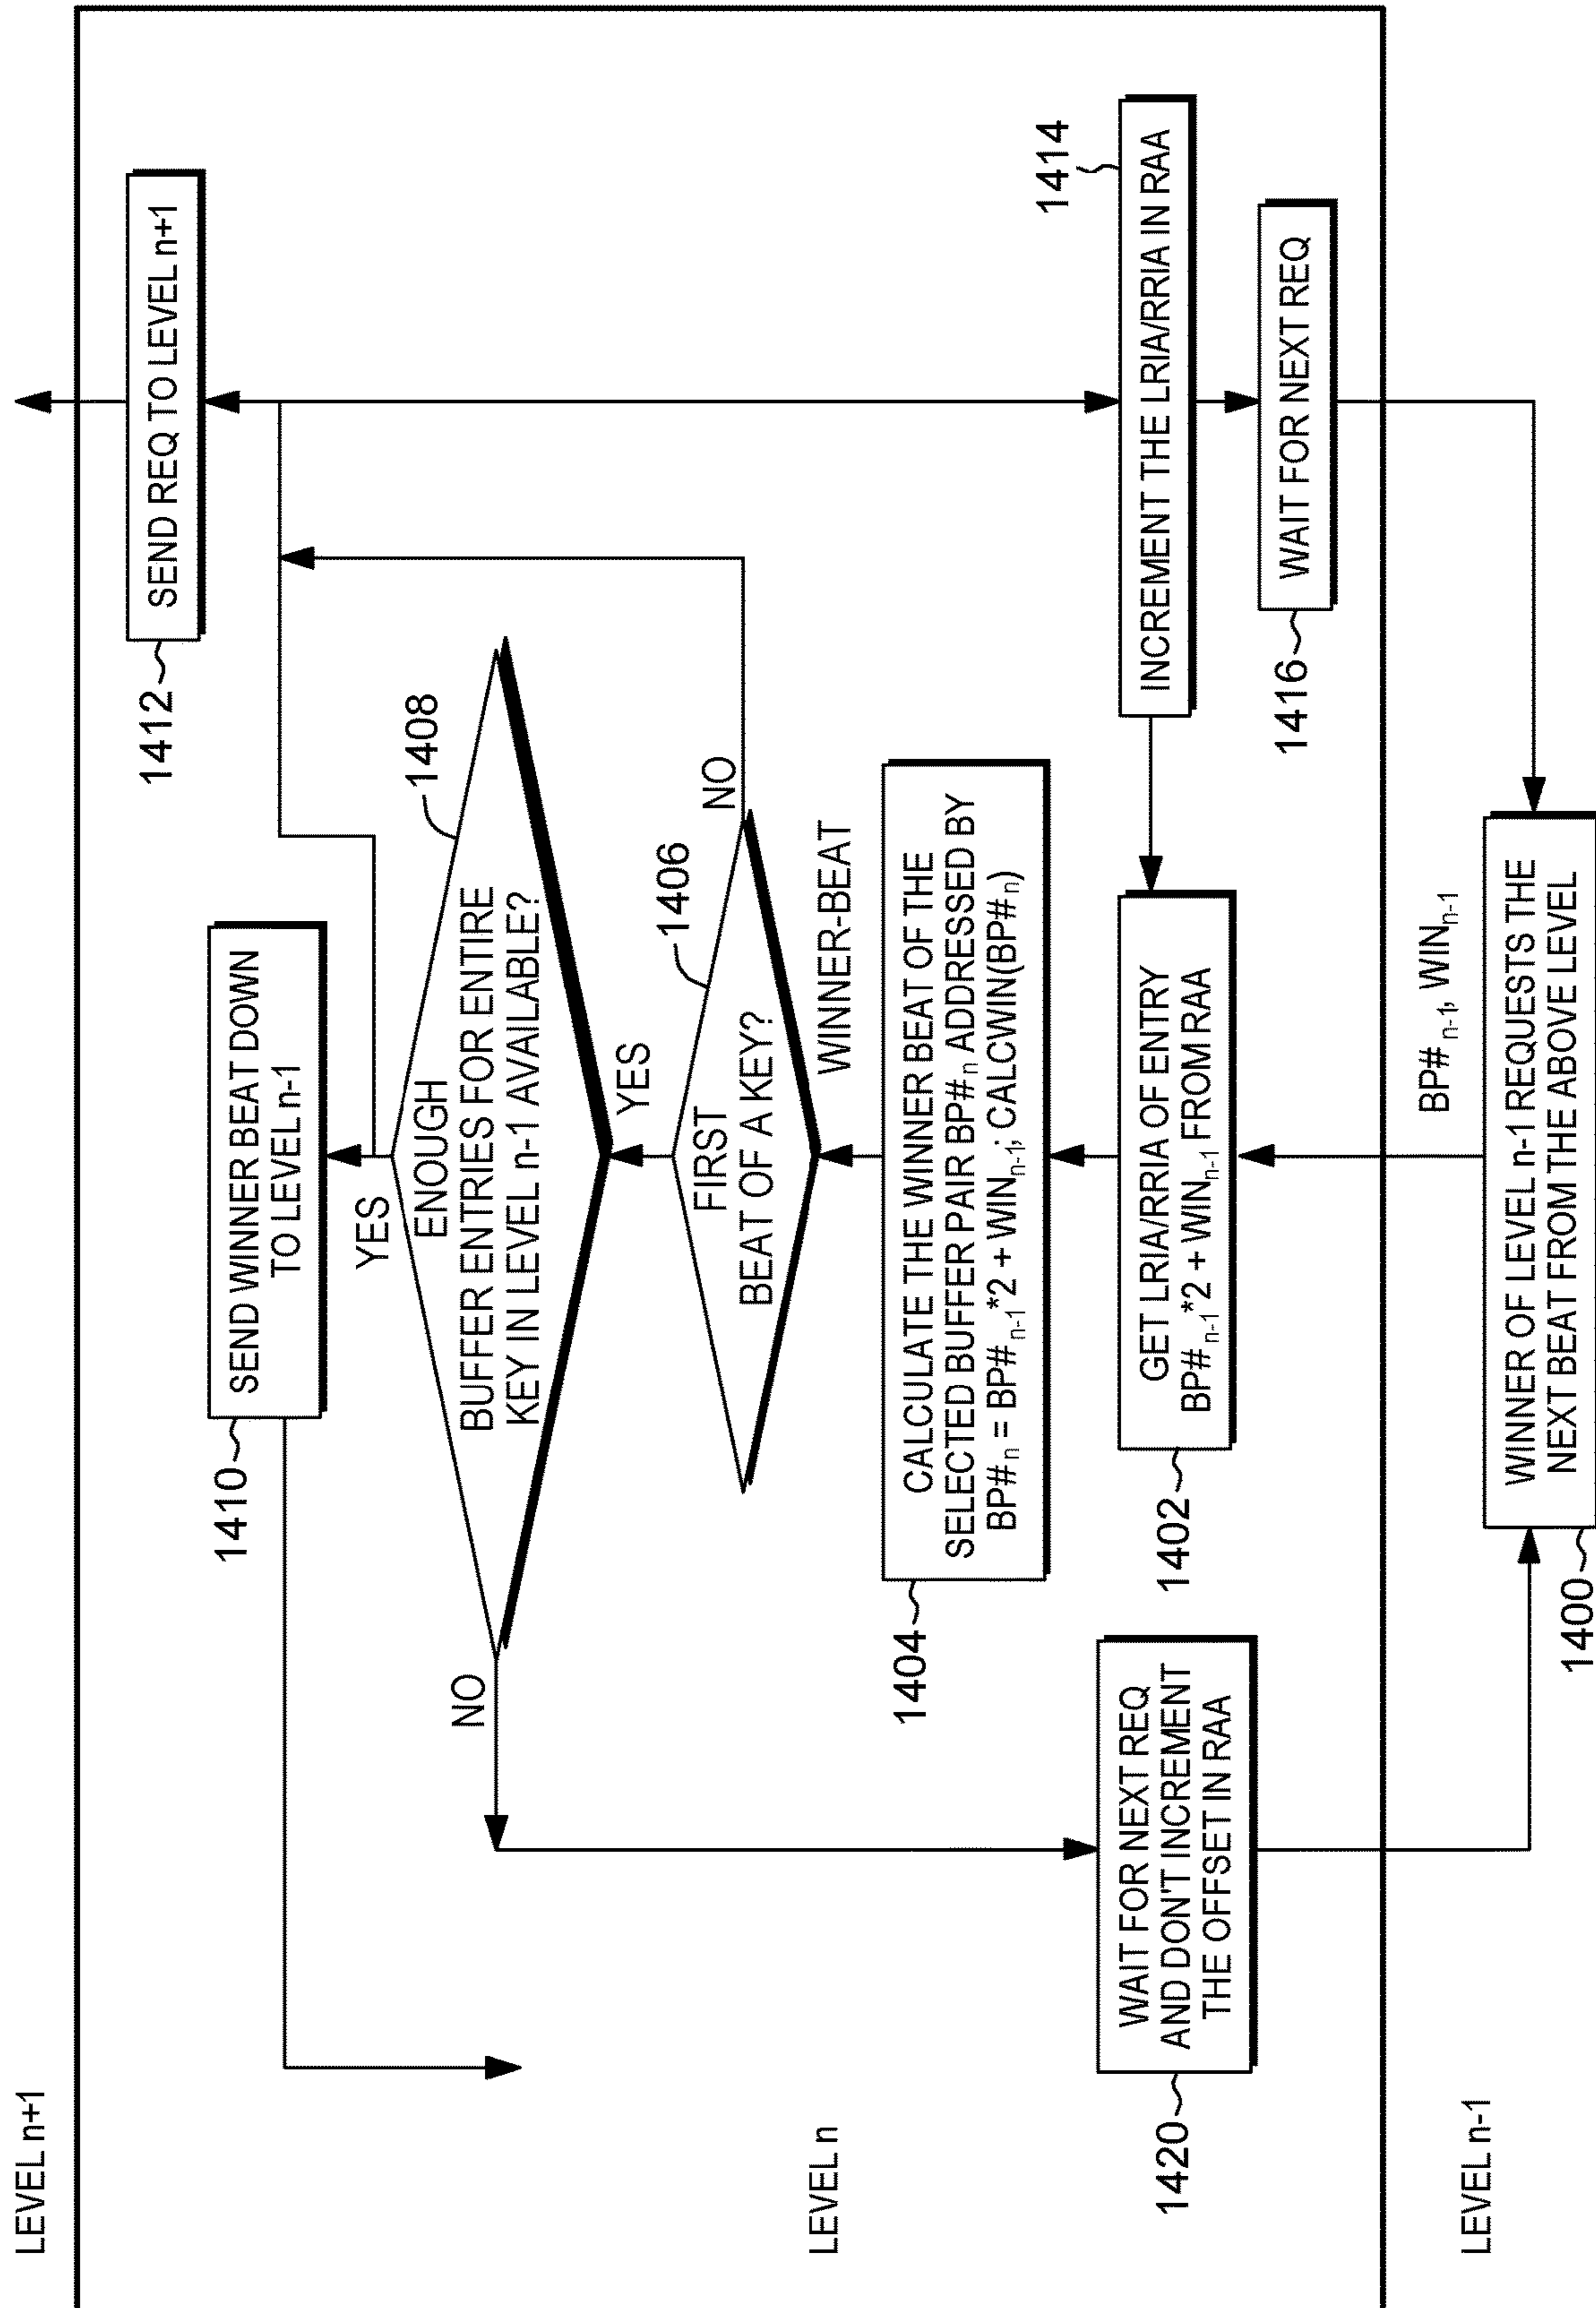 LEVEL n+1
1412
SEND REQ TO LEVEL n+1
1410
SEND WINNER BEAT DOWN
TO LEVEL n-1
YES
1408
ENOUGH
BUFFER ENTRIES FOR ENTIRE
KEY IN LEVEL n-1 AVAILABLE?
NO
YES
1406
FIRST
BEAT OF A KEY?
NO
WINNER-BEAT
LEVEL n
1404
CALCULATE THE WINNER BEAT OF THE
SELECTED BUFFER PAIR BP#n ADDRESSED BY
BP#n = BP#n-1*2 + WINn-1; CALCWIN(BP#n)
1414
INCREMENT THE LRIA/RRIA IN RAA
1402
GET LRIA/RRIA OF ENTRY
BP#n-1*2 + WINn-1 FROM RAA
1420
WAIT FOR NEXT REQ
AND DON'T INCREMENT
THE OFFSET IN RAA
1416
WAIT FOR NEXT REQ
BP# n-1, WINn-1
LEVEL n-1
1400
WINNER OF LEVEL n-1 REQUESTS THE
NEXT BEAT FROM THE ABOVE LEVEL